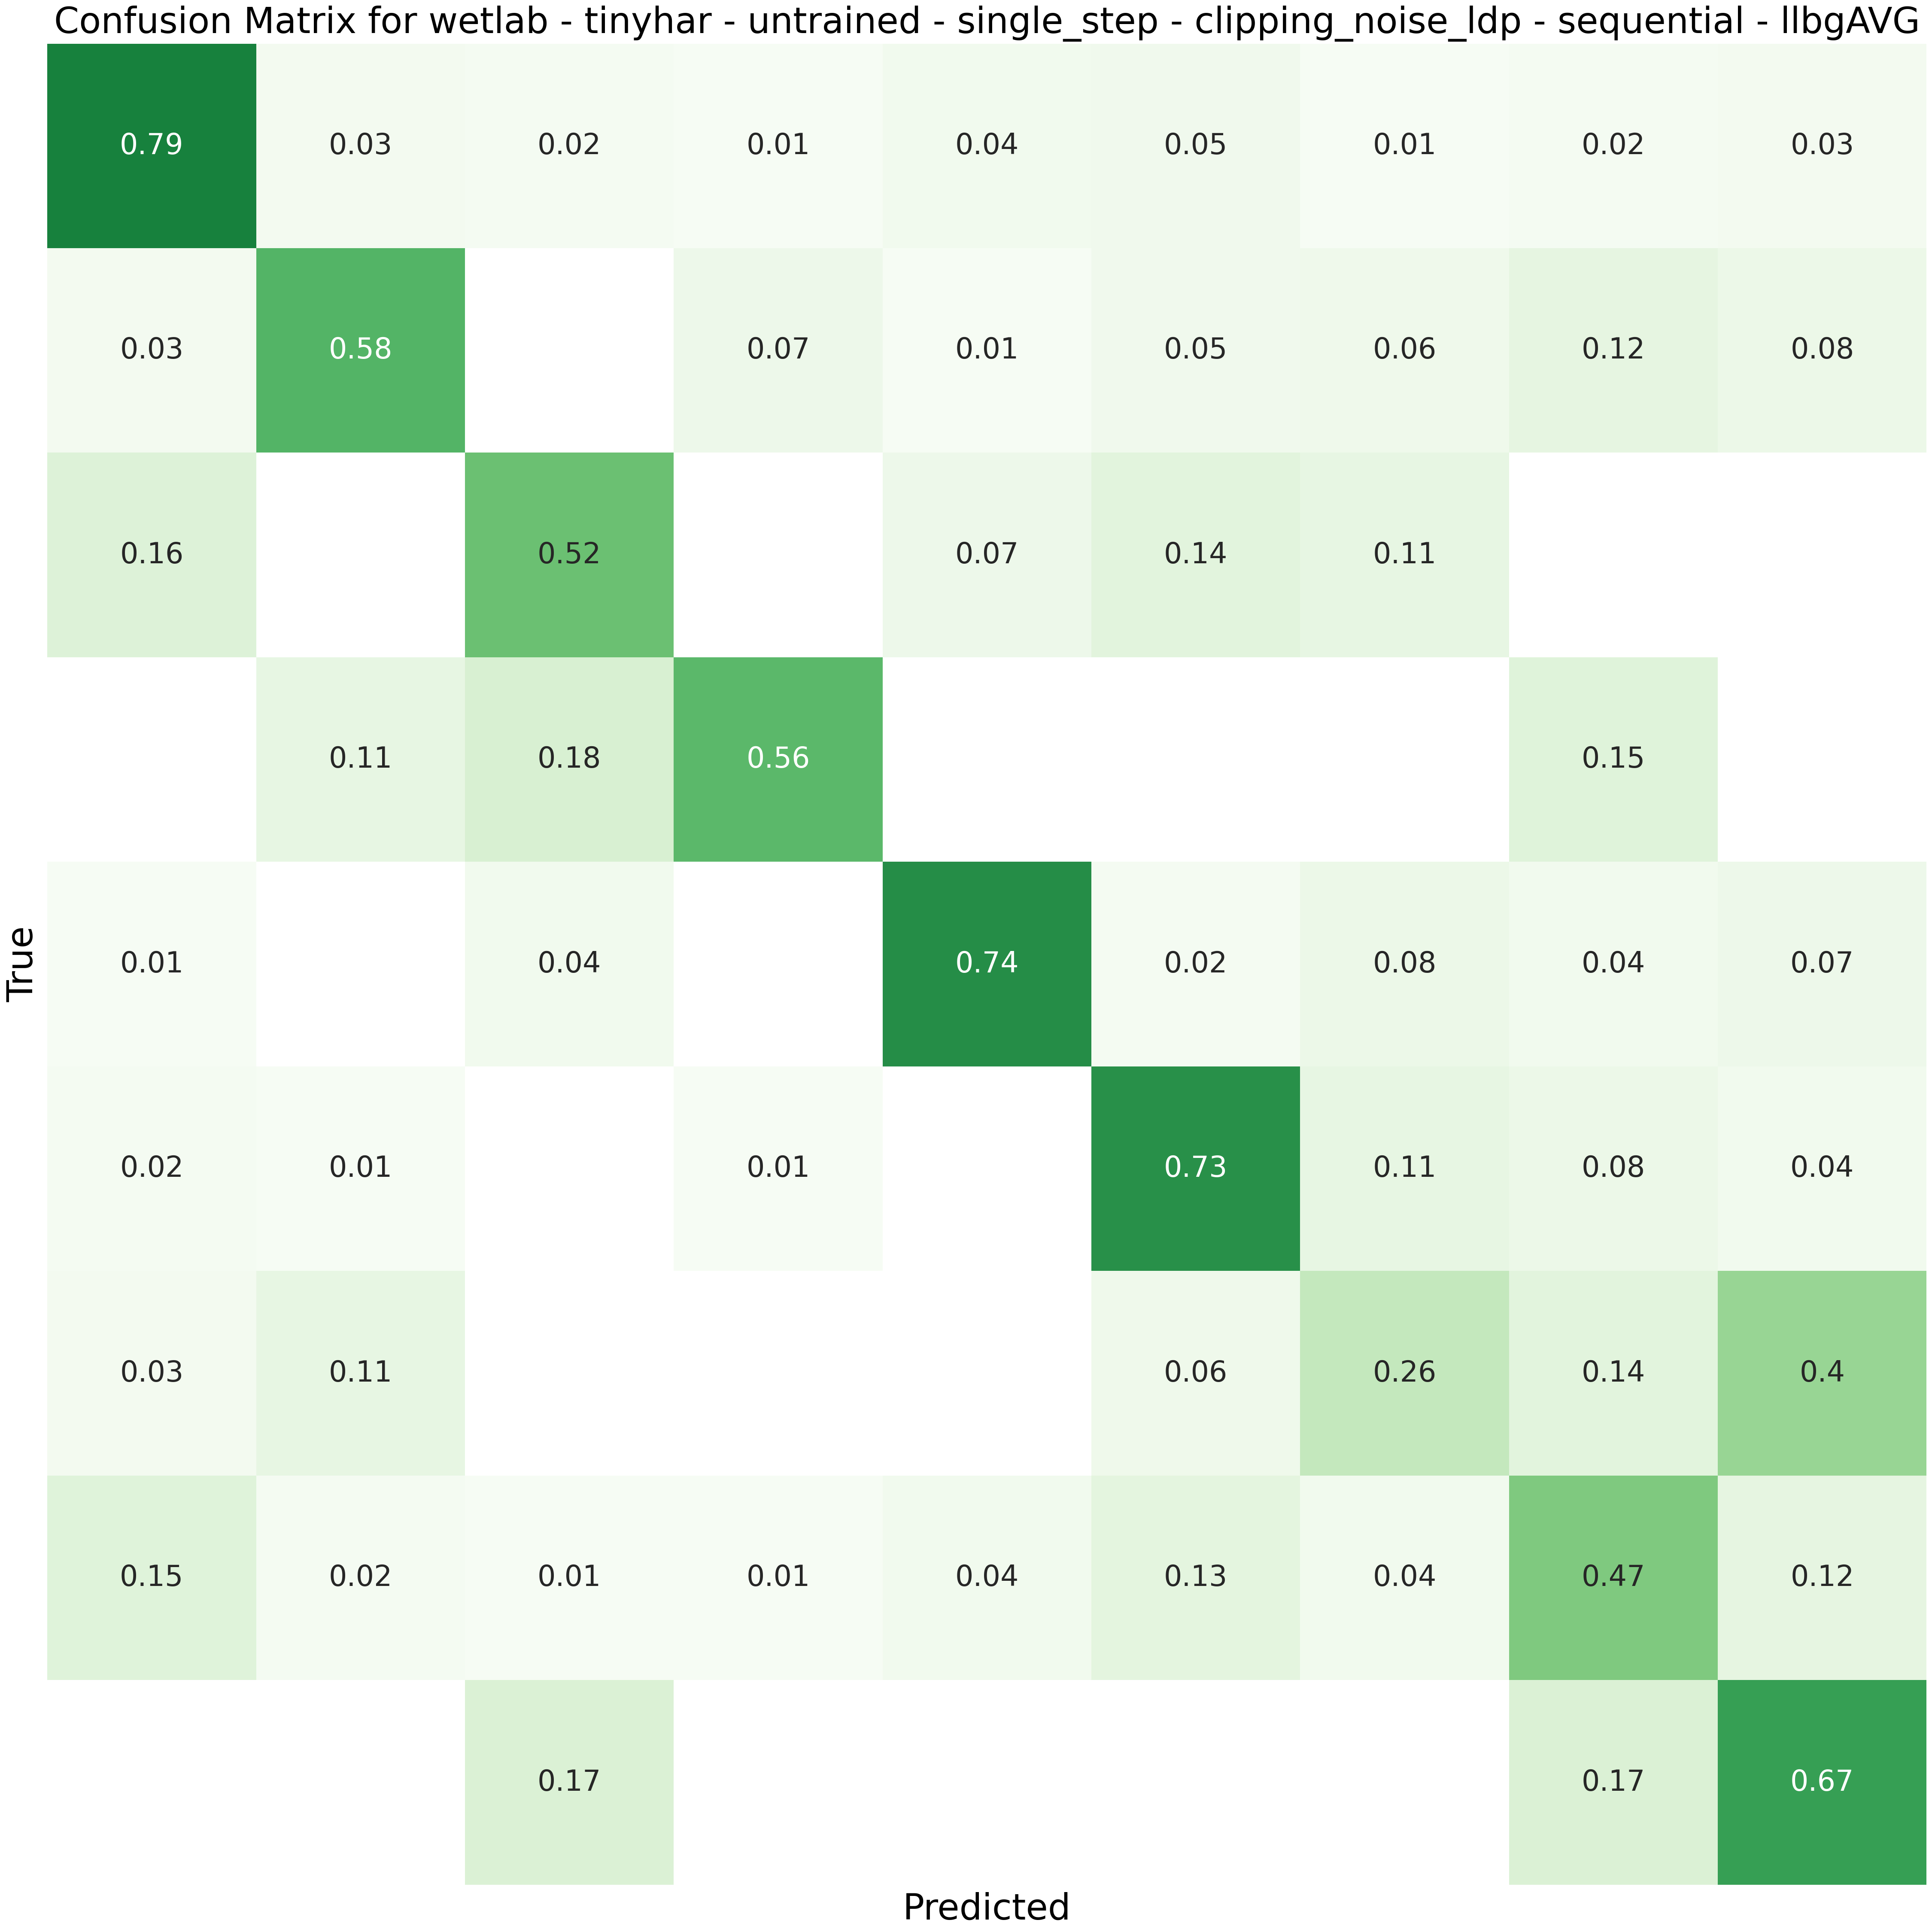 Confusion Matrix for wetlab - tinyhar - untrained - single_step - clipping_noise_ldp - sequential - llbgAVG
0.79 0.03 0.02 0.01 0.04 0.05 0.01 0.02 0.03
0.03 0.58 0.07 0.01 0.05 0.06 0.12 0.08
0.16 0.52 0.07 0.14 0.11
0.11 0.18 0.56 0.15
0.01 0.04 0.74 0.02 0.08 0.04 0.07
0.02 0.01 0.01 0.73 0.11 0.08 0.04
0.03 0.11 0.06 0.26 0.14 0.4
0.15 0.02 0.01 0.01 0.04 0.13 0.04 0.47 0.12
0.17 0.17 0.67
True
Predicted